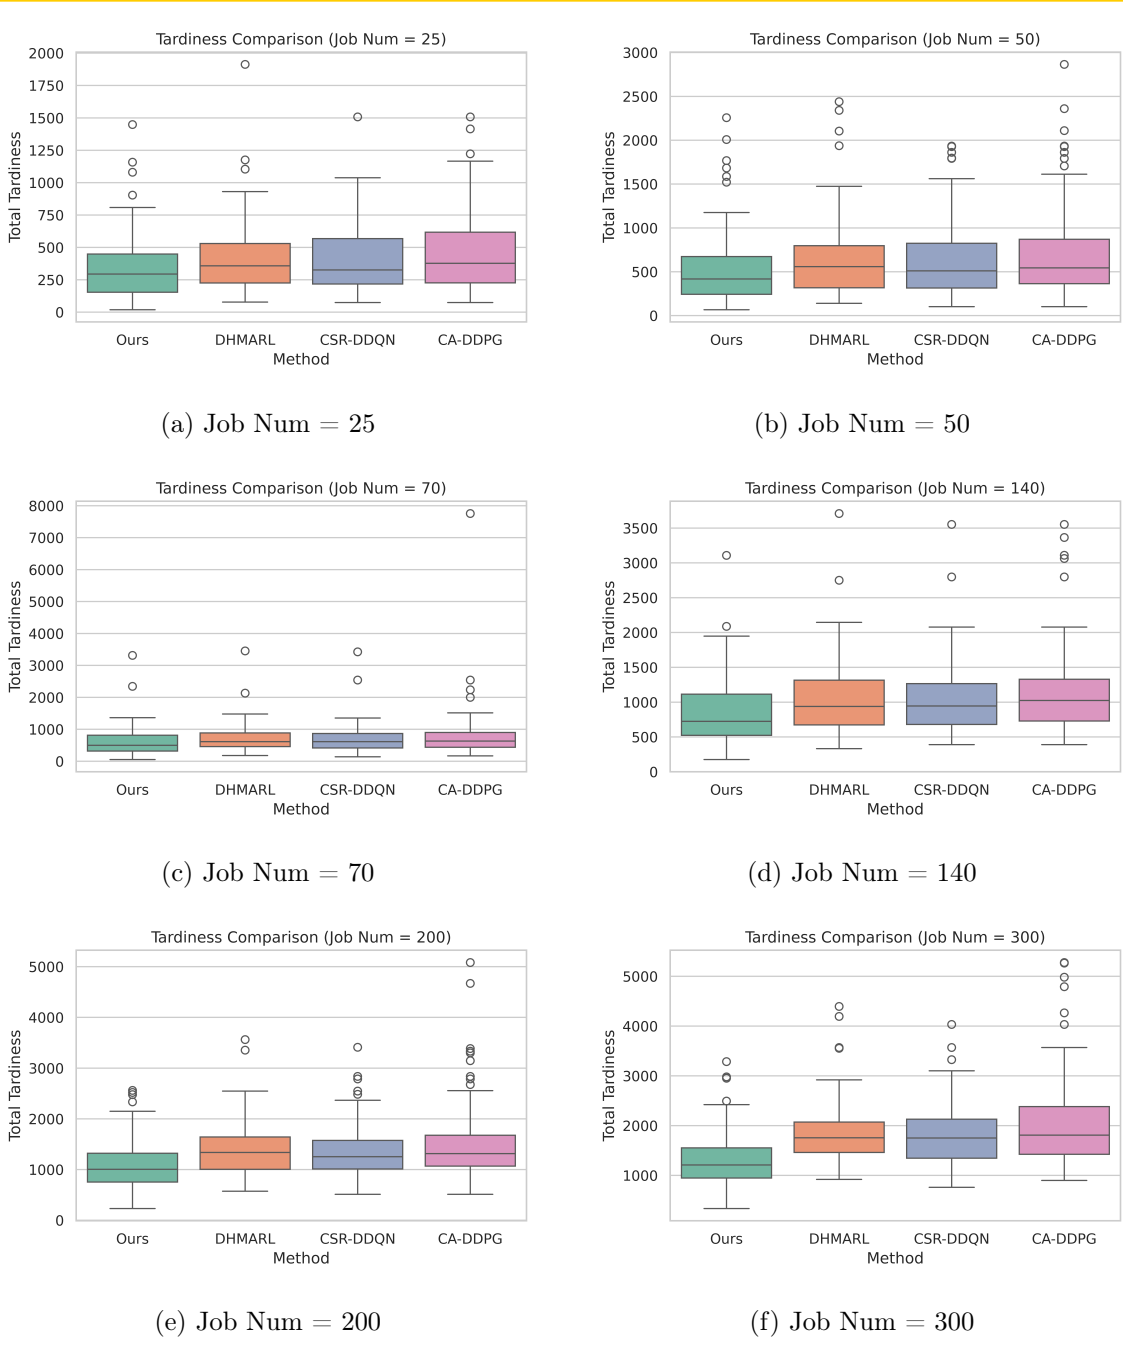 Tardiness Comparison (Job Num = 25)
2000
1750
1500
1250
1000
750
500
250
0
Total Tardiness
Ours DHMARL CSR-DDQN CA-DDPG
Method
(a) Job Num = 25
Tardiness Comparison (Job Num = 50)
3000
2500
2000
1500
1000
500
0
Total Tardiness
Ours DHMARL CSR-DDQN CA-DDPG
Method
(b) Job Num = 50
Tardiness Comparison (Job Num = 70)
8000
7000
6000
5000
4000
3000
2000
1000
0
Total Tardiness
Ours DHMARL CSR-DDQN CA-DDPG
Method
(c) Job Num = 70
Tardiness Comparison (Job Num = 140)
3500
3000
2500
2000
1500
1000
500
0
Total Tardiness
Ours DHMARL CSR-DDQN CA-DDPG
Method
(d) Job Num = 140
Tardiness Comparison (Job Num = 200)
5000
4000
3000
2000
1000
0
Total Tardiness
Ours DHMARL CSR-DDQN CA-DDPG
Method
(e) Job Num = 200
Tardiness Comparison (Job Num = 300)
5000
4000
3000
2000
1000
Total Tardiness
Ours DHMARL CSR-DDQN CA-DDPG
Method
(f) Job Num = 300